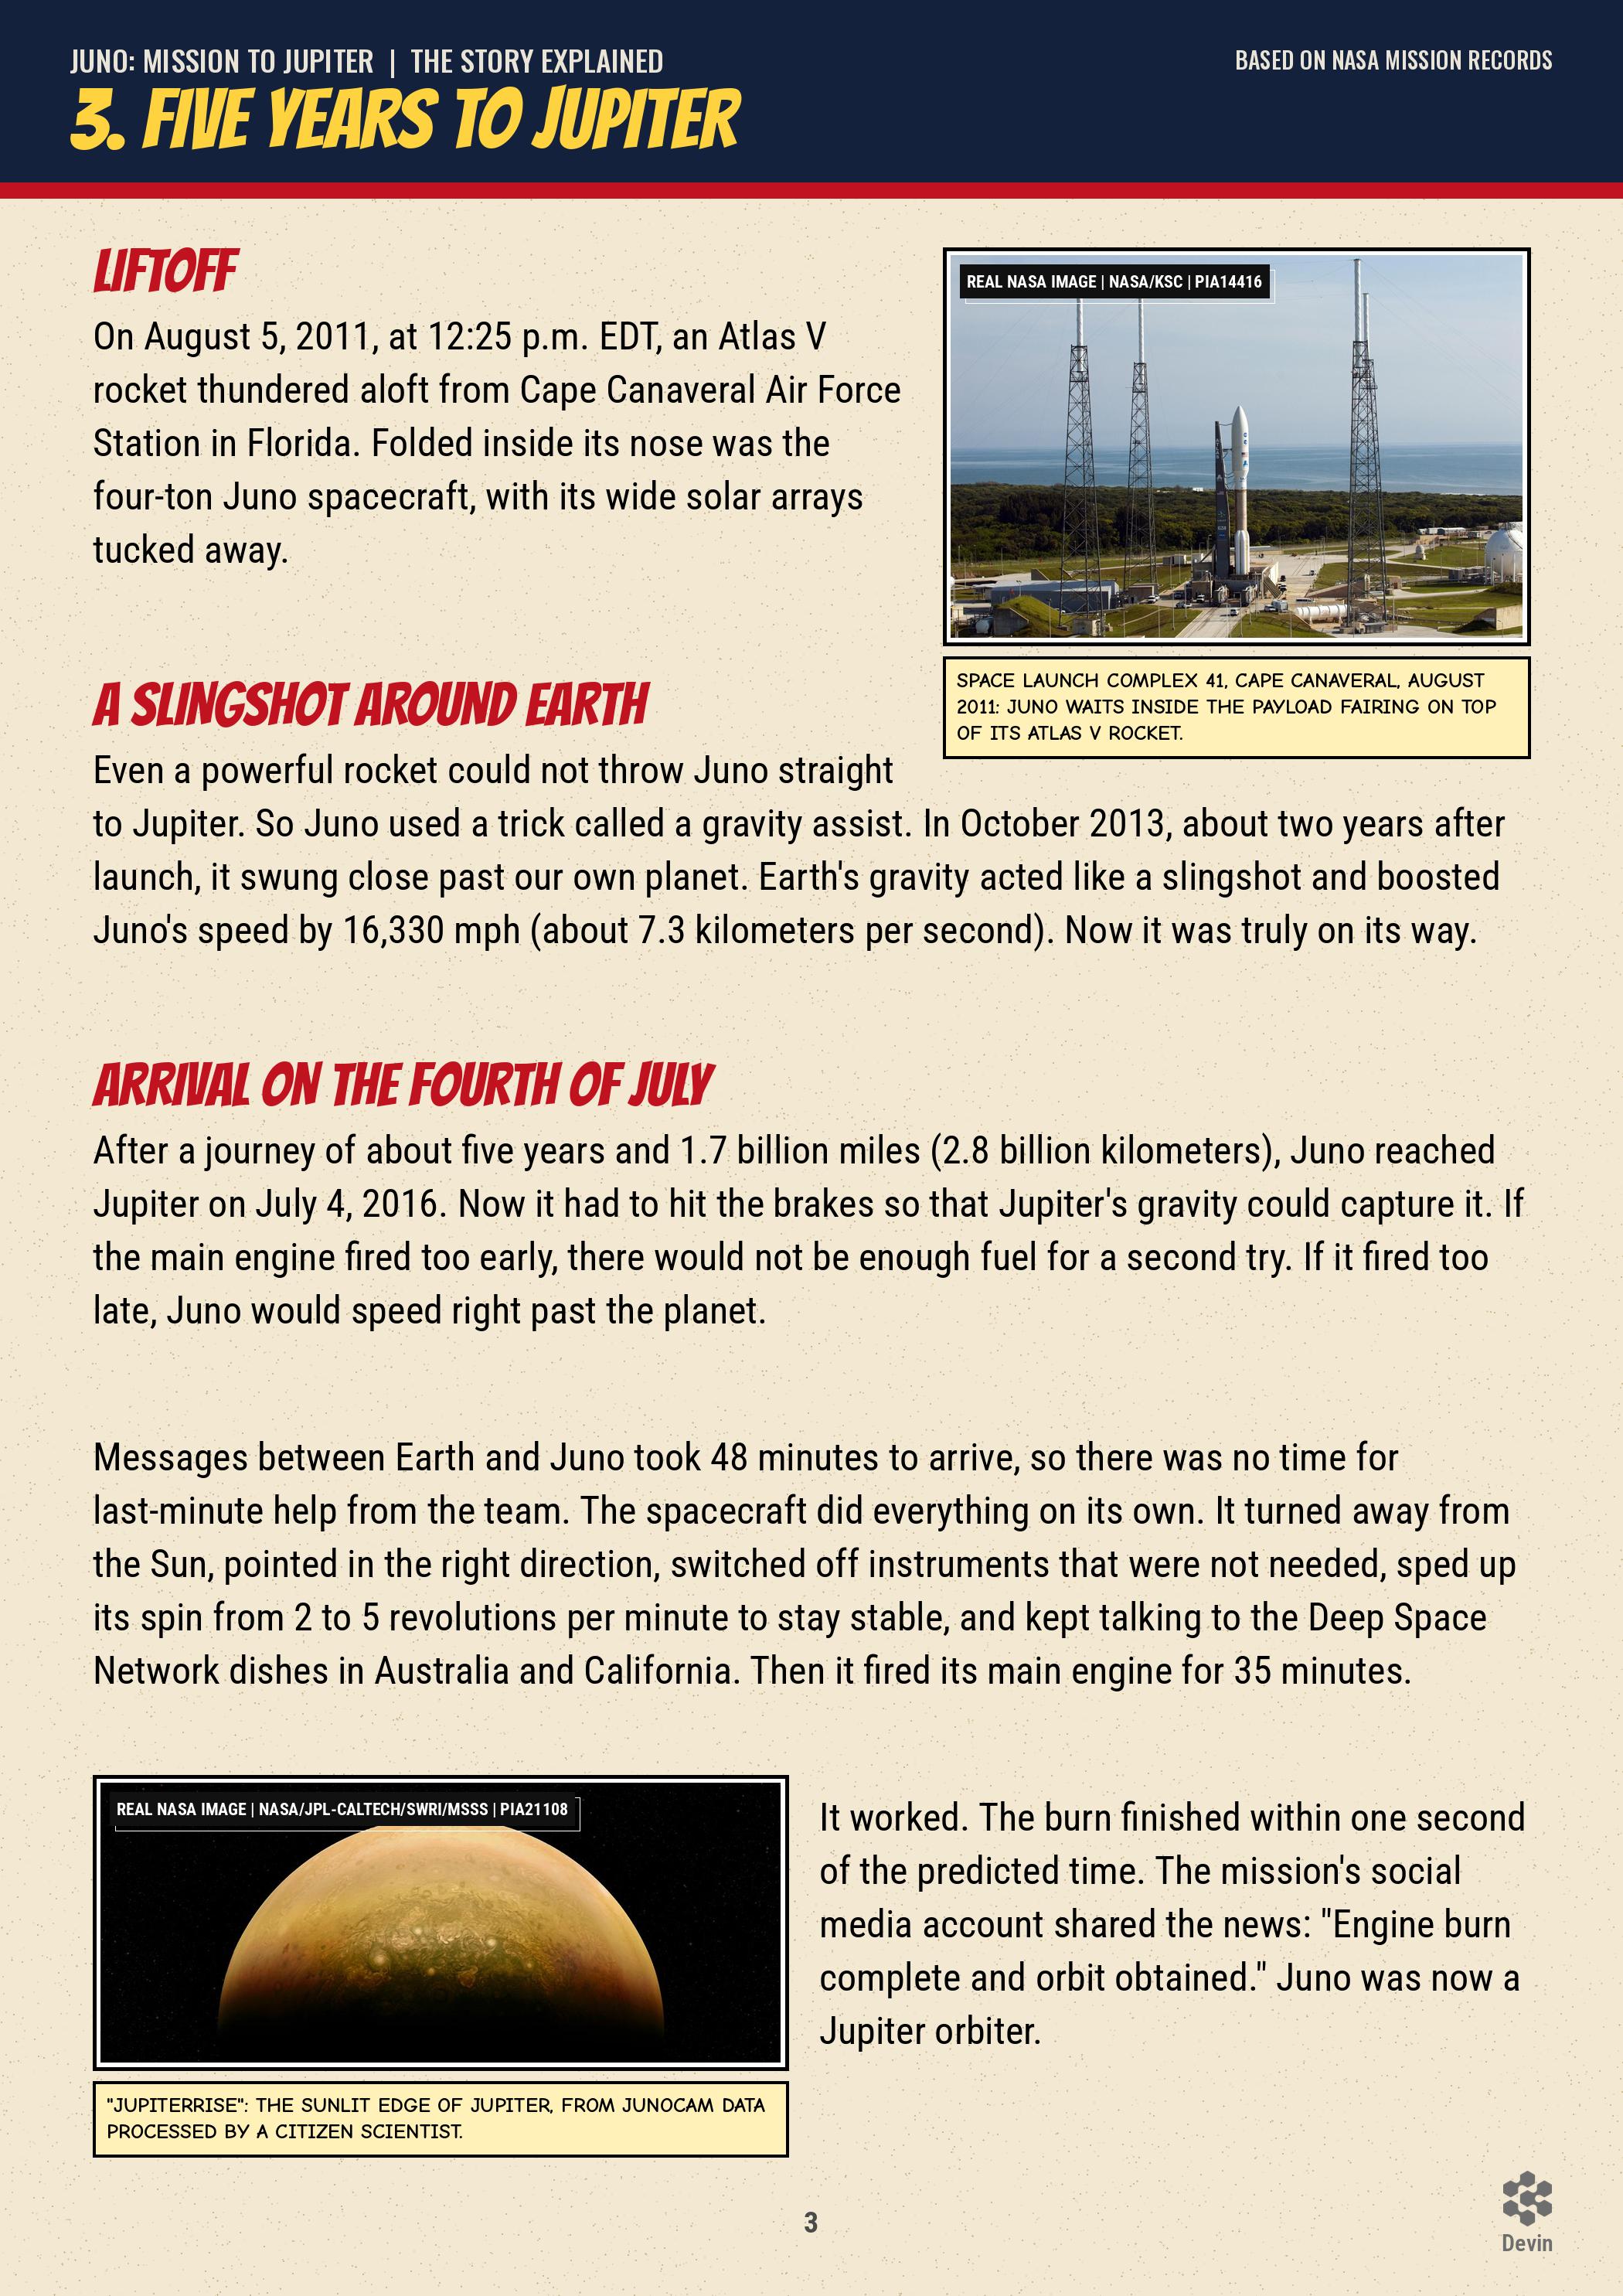 JUNO: MISSION TO JUPITER | THE STORY EXPLAINED
BASED ON NASA MISSION RECORDS
3. FIVE YEARS TO JUPITER
LIFTOFF
On August 5, 2011, at 12:25 p.m. EDT, an Atlas V
rocket thundered aloft from Cape Canaveral Air Force
Station in Florida. Folded inside its nose was the
four-ton Juno spacecraft, with its wide solar arrays
tucked away.
REAL NASA IMAGE | NASA/KSC | PIA14416
SPACE LAUNCH COMPLEX 41, CAPE CANAVERAL, AUGUST
2011: JUNO WAITS INSIDE THE PAYLOAD FAIRING ON TOP
OF ITS ATLAS V ROCKET.
A SLINGSHOT AROUND EARTH
Even a powerful rocket could not throw Juno straight
to Jupiter. So Juno used a trick called a gravity assist. In October 2013, about two years after
launch, it swung close past our own planet. Earth's gravity acted like a slingshot and boosted
Juno's speed by 16,330 mph (about 7.3 kilometers per second). Now it was truly on its way.
ARRIVAL ON THE FOURTH OF JULY
After a journey of about five years and 1.7 billion miles (2.8 billion kilometers), Juno reached
Jupiter on July 4, 2016. Now it had to hit the brakes so that Jupiter's gravity could capture it. If
the main engine fired too early, there would not be enough fuel for a second try. If it fired too
late, Juno would speed right past the planet.
Messages between Earth and Juno took 48 minutes to arrive, so there was no time for
last-minute help from the team. The spacecraft did everything on its own. It turned away from
the Sun, pointed in the right direction, switched off instruments that were not needed, sped up
its spin from 2 to 5 revolutions per minute to stay stable, and kept talking to the Deep Space
Network dishes in Australia and California. Then it fired its main engine for 35 minutes.
REAL NASA IMAGE | NASA/JPL-CALTECH/SWRI/MSSS | PIA21108
"JUPITERRISE": THE SUNLIT EDGE OF JUPITER, FROM JUNOCAM DATA
PROCESSED BY A CITIZEN SCIENTIST.
It worked. The burn finished within one second
of the predicted time. The mission's social
media account shared the news: "Engine burn
complete and orbit obtained." Juno was now a
Jupiter orbiter.
3
Devin